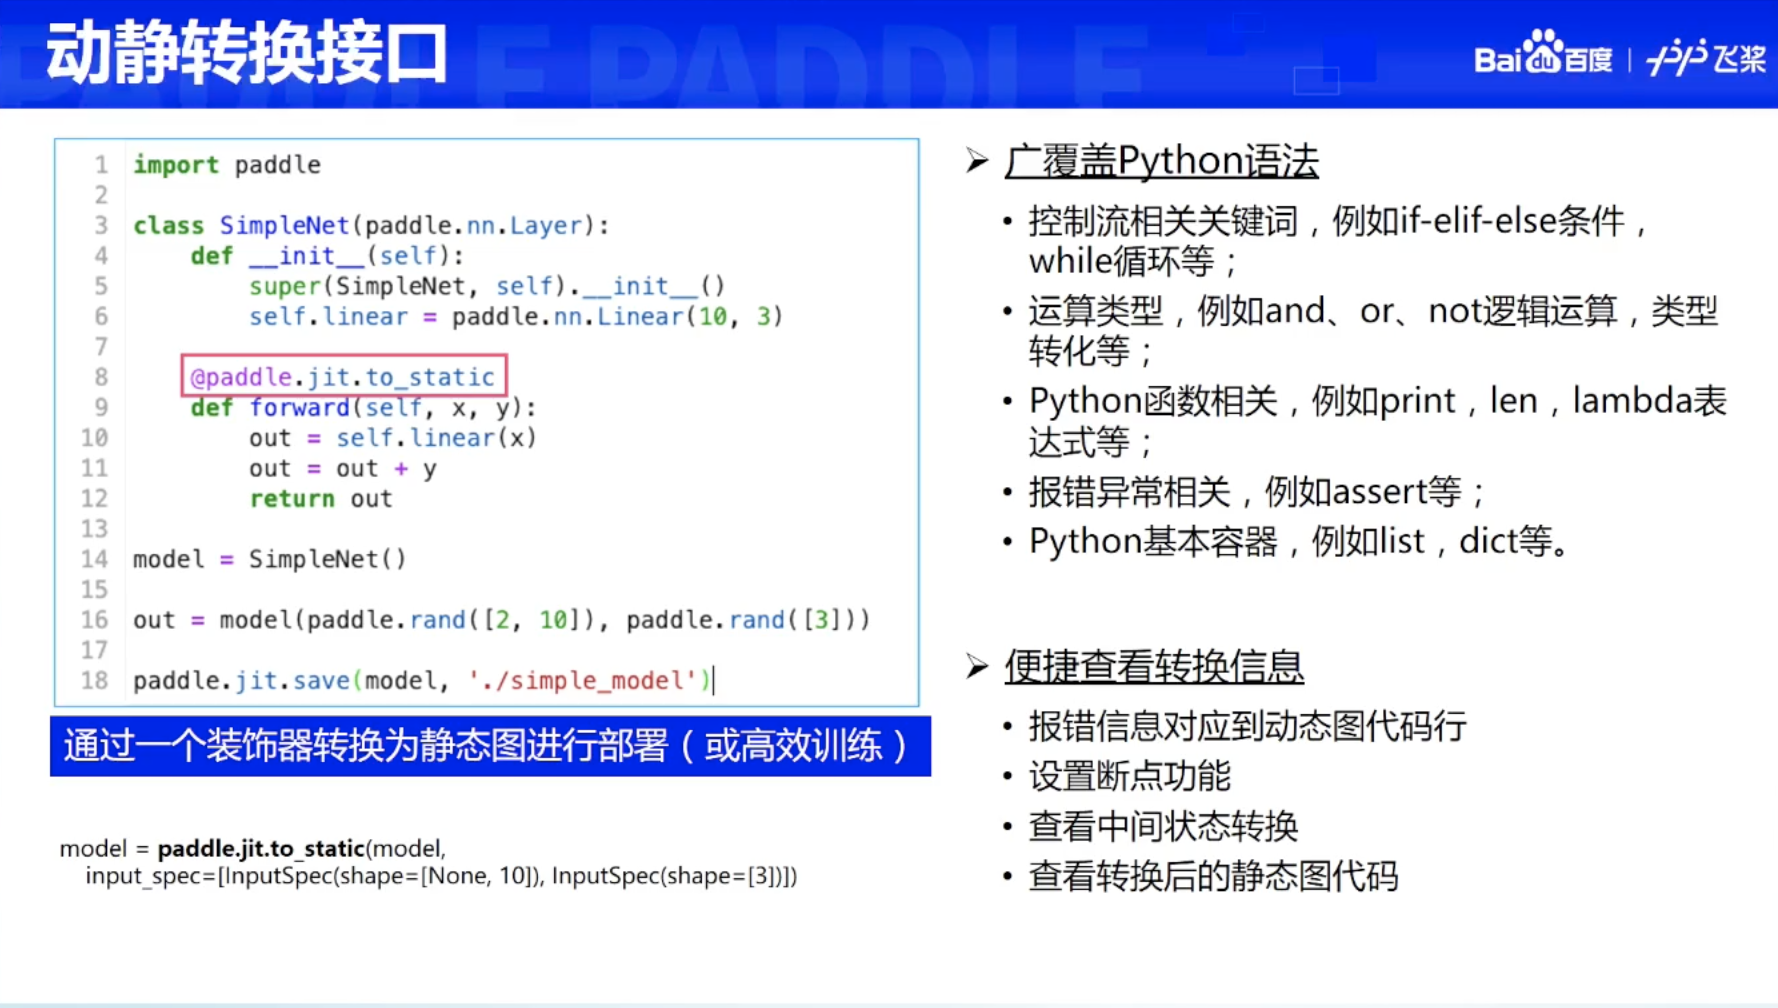 动静转换接口
Bai du 百度 | 飞桨
PADDLE PADDLE
1 import paddle
2
3 class SimpleNet(paddle.nn.Layer):
4     def __init__(self):
5         super(SimpleNet, self).__init__()
6         self.linear = paddle.nn.Linear(10, 3)
7
8     @paddle.jit.to_static
9     def forward(self, x, y):
10         out = self.linear(x)
11         out = out + y
12         return out
13
14 model = SimpleNet()
15
16 out = model(paddle.rand([2, 10]), paddle.rand([3]))
17
18 paddle.jit.save(model, './simple_model')
通过一个装饰器转换为静态图进行部署（或高效训练）
model = paddle.jit.to_static(model,
input_spec=[InputSpec(shape=[None, 10]), InputSpec(shape=[3])])
➢ 广覆盖Python语法
• 控制流相关关键词，例如if-elif-else条件，
while循环等；
• 运算类型，例如and、or、not逻辑运算，类型
转化等；
• Python函数相关，例如print，len，lambda表
达式等；
• 报错异常相关，例如assert等；
• Python基本容器，例如list，dict等。
➢ 便捷查看转换信息
• 报错信息对应到动态图代码行
• 设置断点功能
• 查看中间状态转换
• 查看转换后的静态图代码